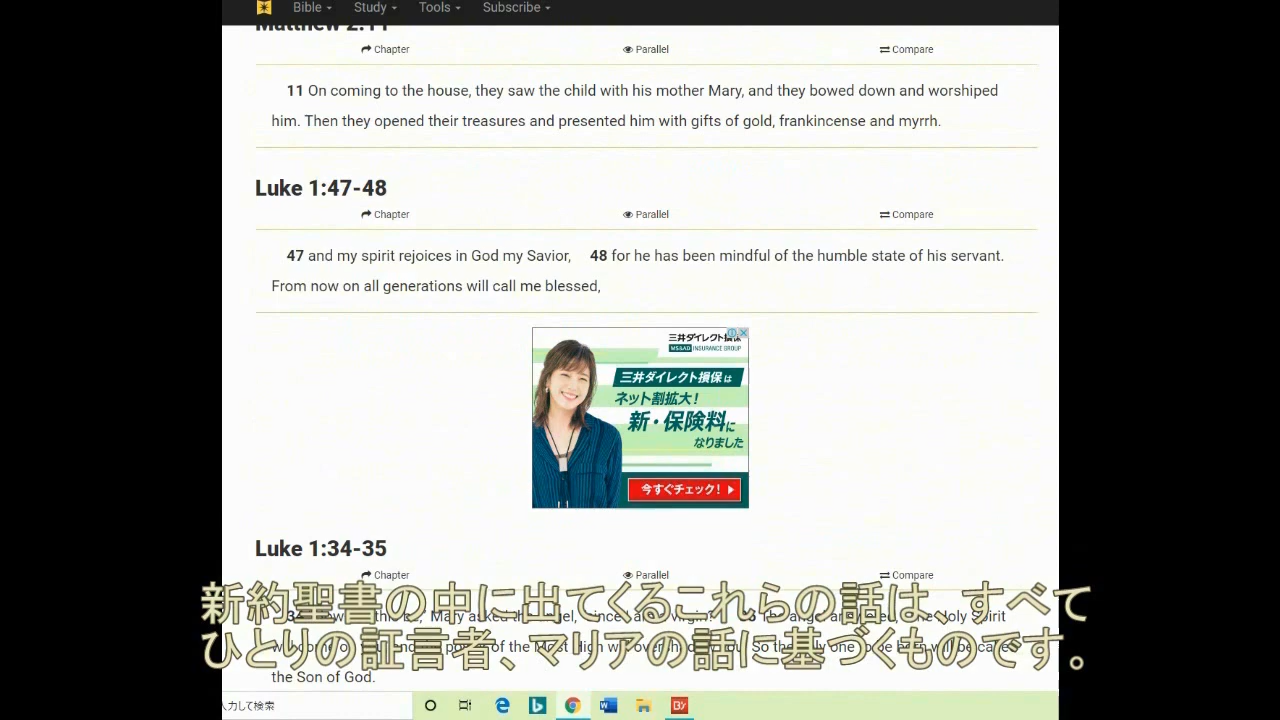 Bible Study Tools Subscribe
Matthew 2:11
Chapter Parallel Compare
11 On coming to the house, they saw the child with his mother Mary, and they bowed down and worshiped
him. Then they opened their treasures and presented him with gifts of gold, frankincense and myrrh.
Luke 1:47-48
Chapter Parallel Compare
47 and my spirit rejoices in God my Savior, 48 for he has been mindful of the humble state of his servant.
From now on all generations will call me blessed,
三井ダイレクト損保
MS&AD INSURANCE GROUP
三井ダイレクト損保は
ネット割拡大!
新・保険料に
なりました
今すぐチェック!
Luke 1:34-35
Chapter Parallel Compare
新約聖書の中に出てくるこれらの話は、すべて
ひとりの証言者、マリアの話に基づくものです。
the Son of God.
入力して検索